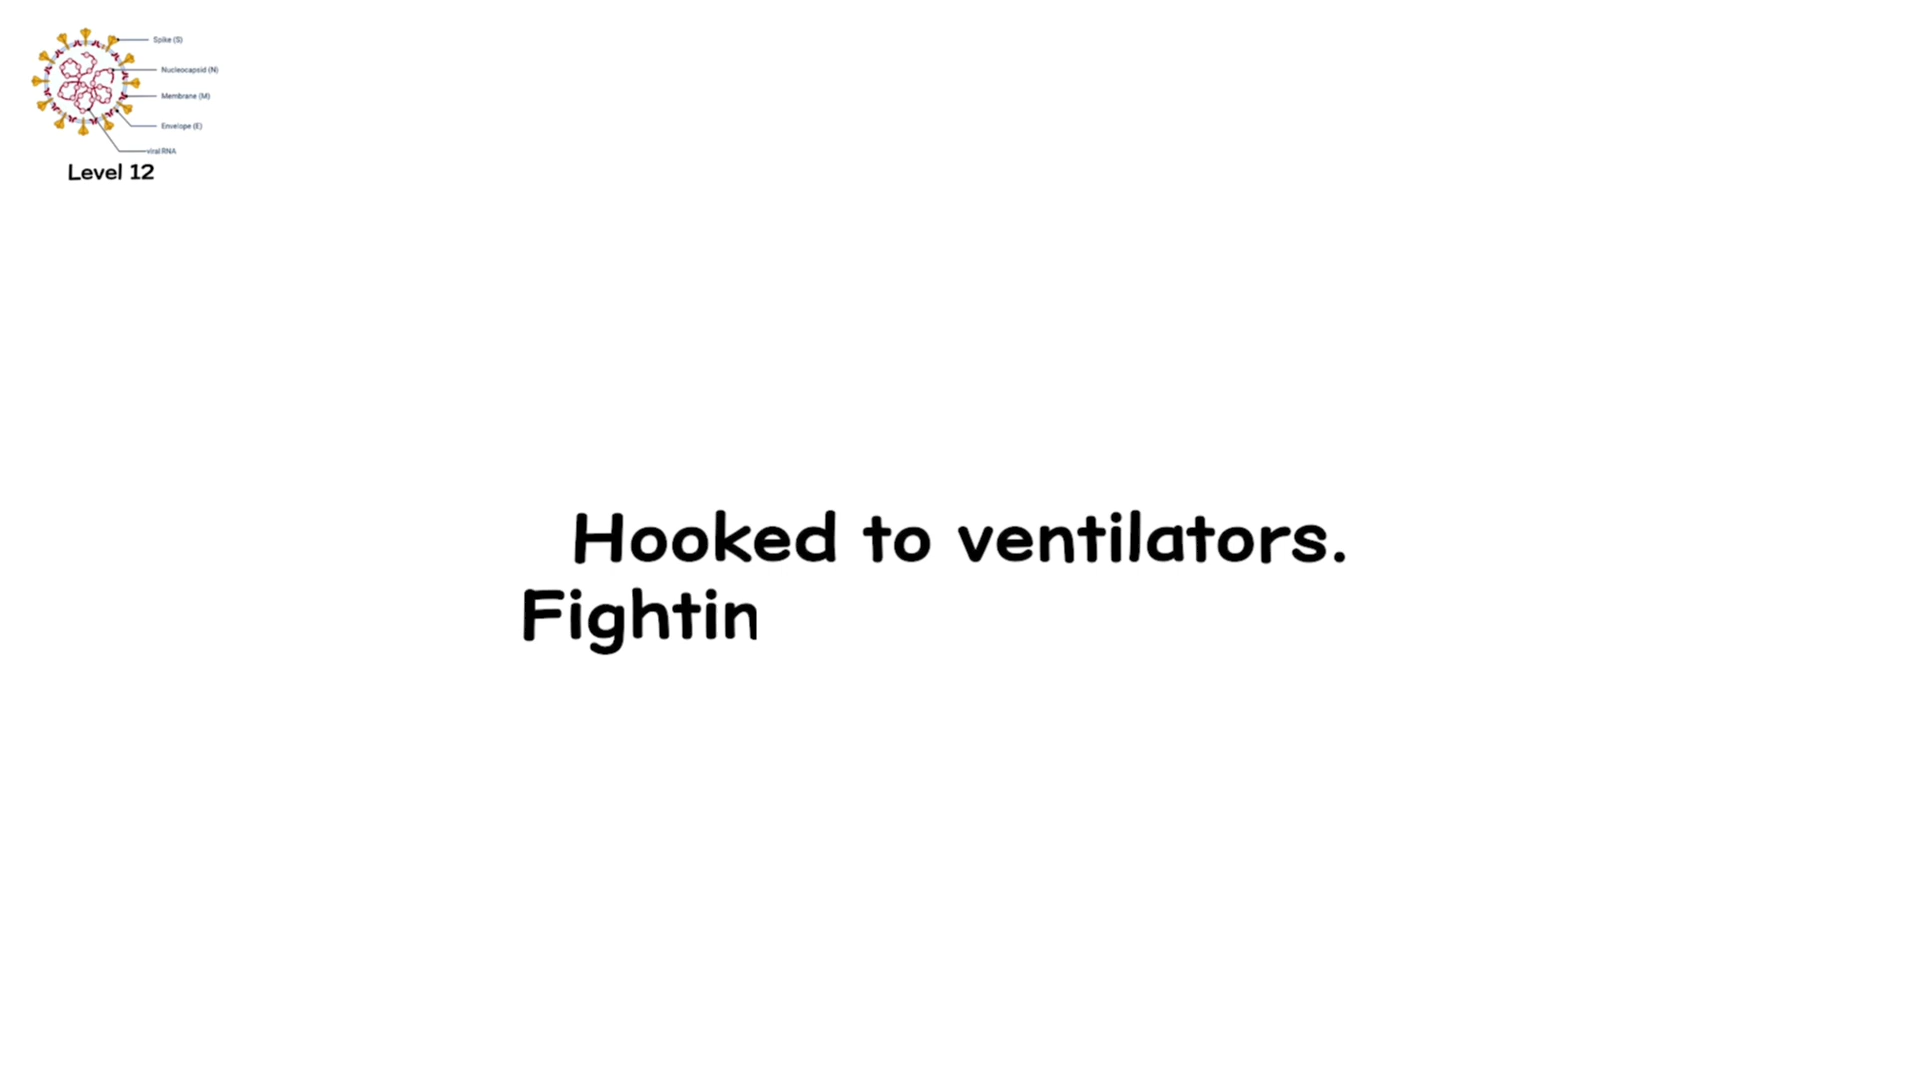 Spike (S)
Nucleocapsid (N)
Membrane (M)
Envelope (E)
viral RNA
Level 12
Hooked to ventilators.
Fightin